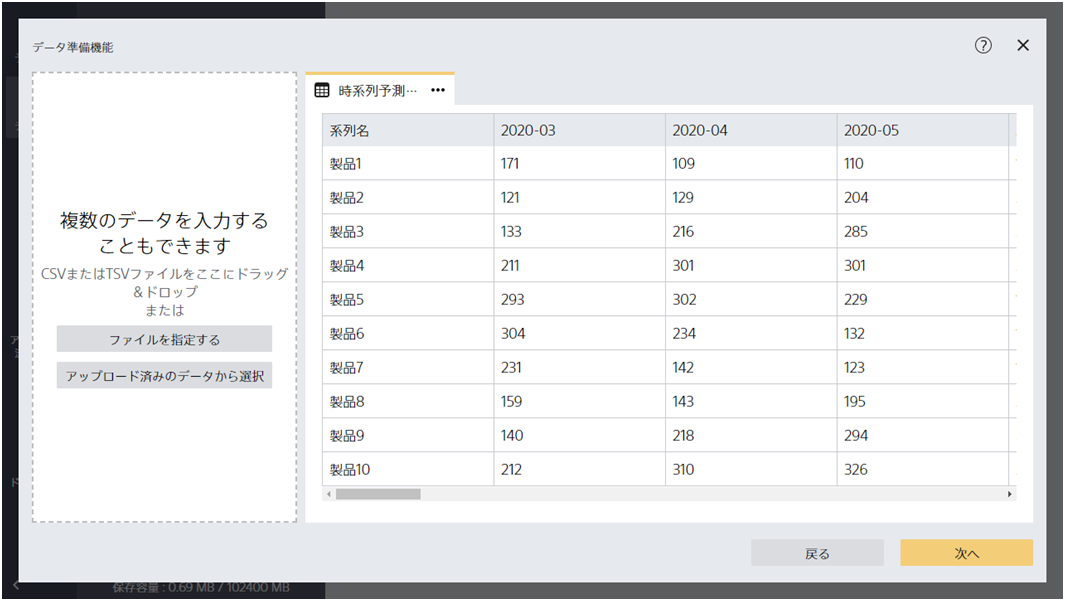 データ準備機能
時系列予測…
系列名 2020-03 2020-04 2020-05
製品1 171 109 110
製品2 121 129 204
製品3 133 216 285
製品4 211 301 301
製品5 293 302 229
製品6 304 234 132
製品7 231 142 123
製品8 159 143 195
製品9 140 218 294
製品10 212 310 326
複数のデータを入力する
こともできます
CSVまたはTSVファイルをここにドラッグ
＆ドロップ
または
ファイルを指定する
アップロード済みのデータから選択
戻る 次へ
保存容量 : 0.69 MB / 102400 MB